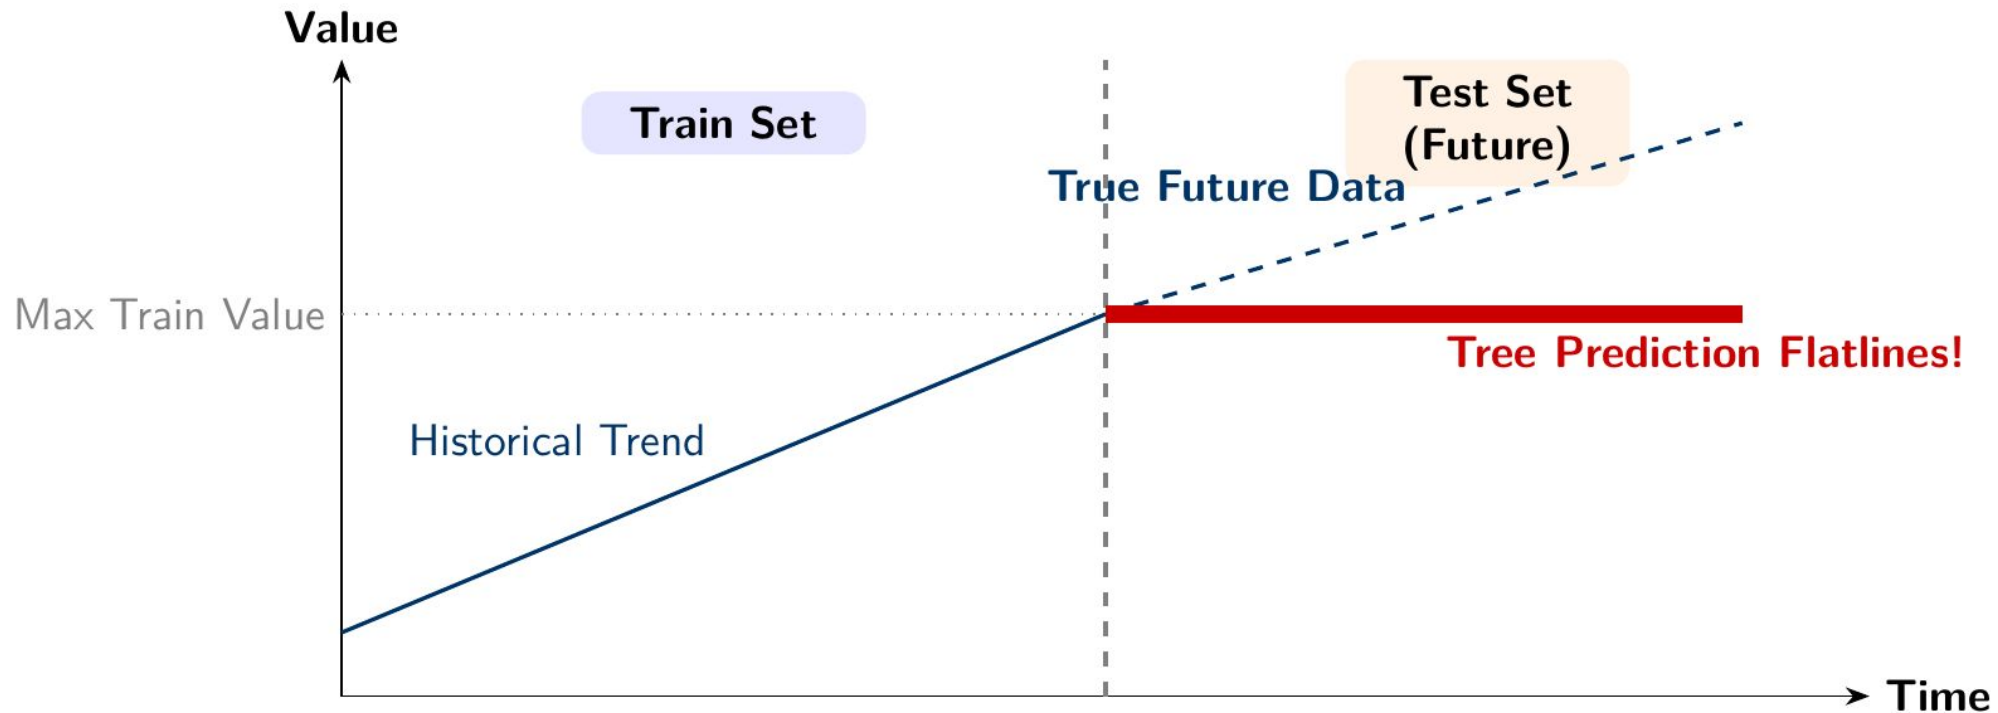 Value
Train Set
Test Set
(Future)
True Future Data
Max Train Value
Tree Prediction Flatlines!
Historical Trend
Time